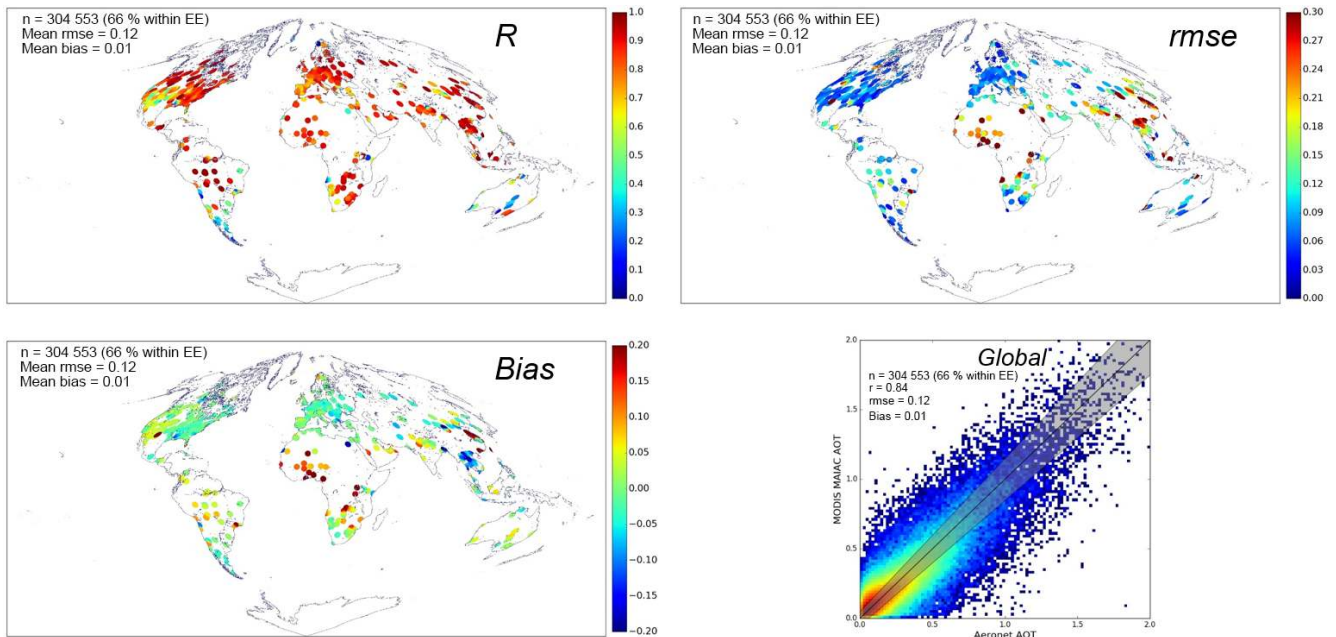 n = 304 553 (66 % within EE)
Mean rmse = 0.12
Mean bias = 0.01
R
1.0
0.9
0.8
0.7
0.6
0.5
0.4
0.3
0.2
0.1
0.0
n = 304 553 (66 % within EE)
Mean rmse = 0.12
Mean bias = 0.01
rmse
0.30
0.27
0.24
0.21
0.18
0.15
0.12
0.09
0.06
0.03
0.00
n = 304 553 (66 % within EE)
Mean rmse = 0.12
Mean bias = 0.01
Bias
0.20
0.15
0.10
0.05
0.00
−0.05
−0.10
−0.15
−0.20
Global
n = 304 553 (66 % within EE)
r = 0.84
rmse = 0.12
Bias = 0.01
MODIS MAIAC AOT
2.0
1.5
1.0
0.5
0.0
0.0 0.5 1.0 1.5 2.0
Aeronet AOT